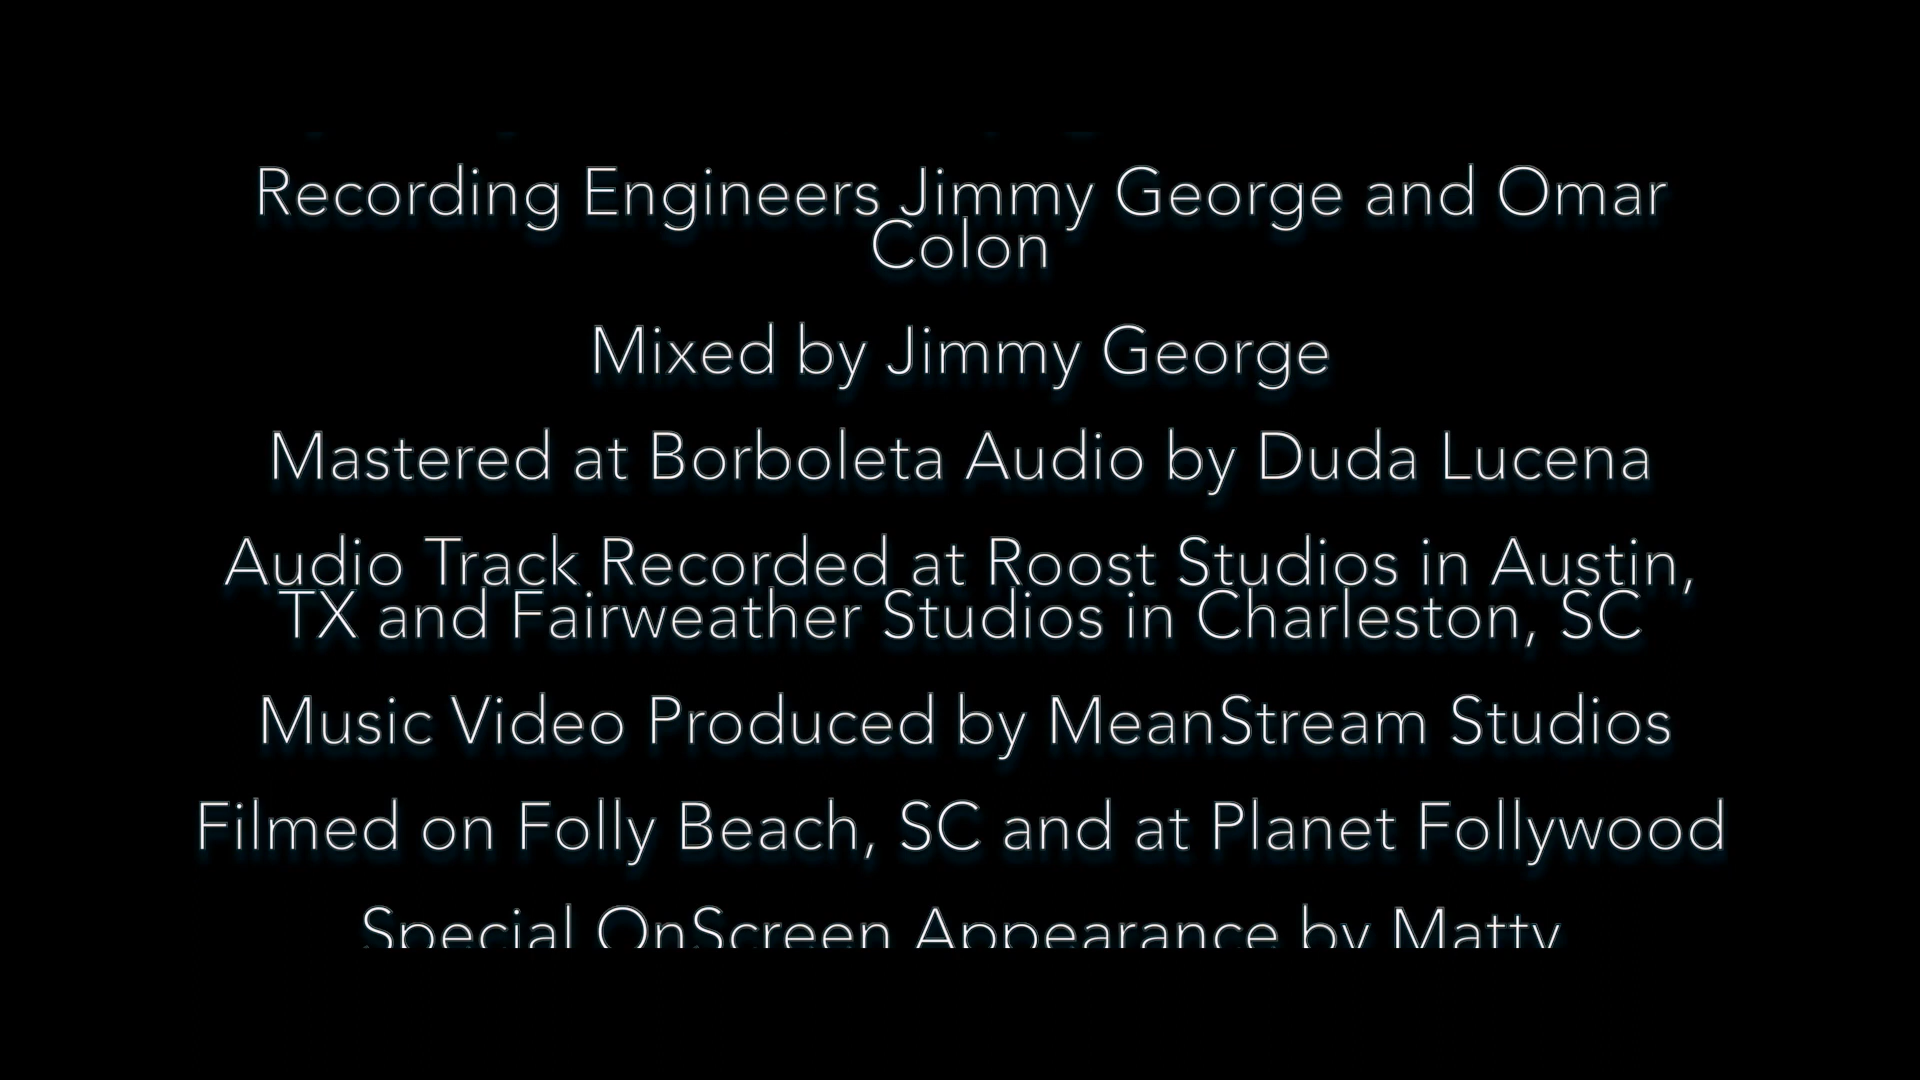 Recording Engineers Jimmy George and Omar
Colon
Mixed by Jimmy George
Mastered at Borboleta Audio by Duda Lucena
Audio Track Recorded at Roost Studios in Austin,
TX and Fairweather Studios in Charleston, SC
Music Video Produced by MeanStream Studios
Filmed on Folly Beach, SC and at Planet Follywood
Special OnScreen Appearance by Matty